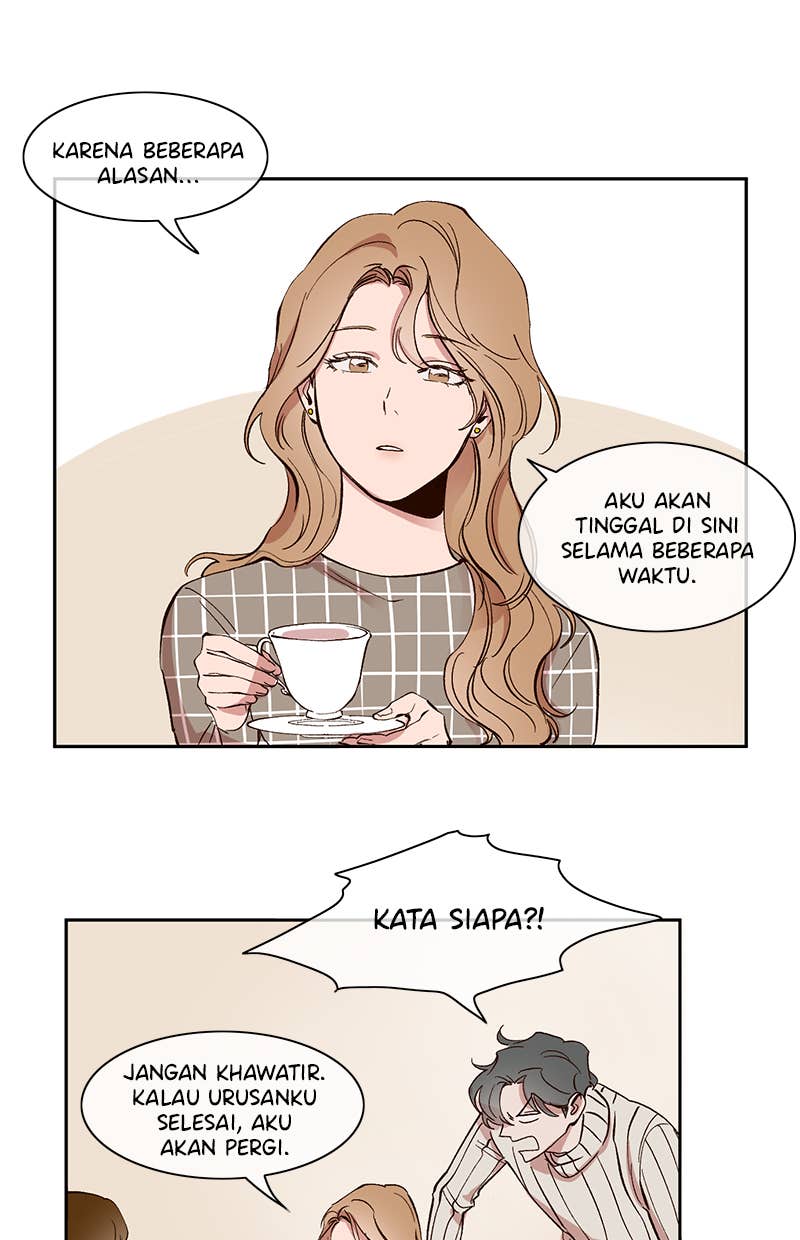 KARENA BEBERAPA
ALASAN...
AKU AKAN
TINGGAL DI SINI
SELAMA BEBERAPA
WAKTU.
KATA SIAPA?!
JANGAN KHAWATIR.
KALAU URUSANKU
SELESAI, AKU
AKAN PERGI.